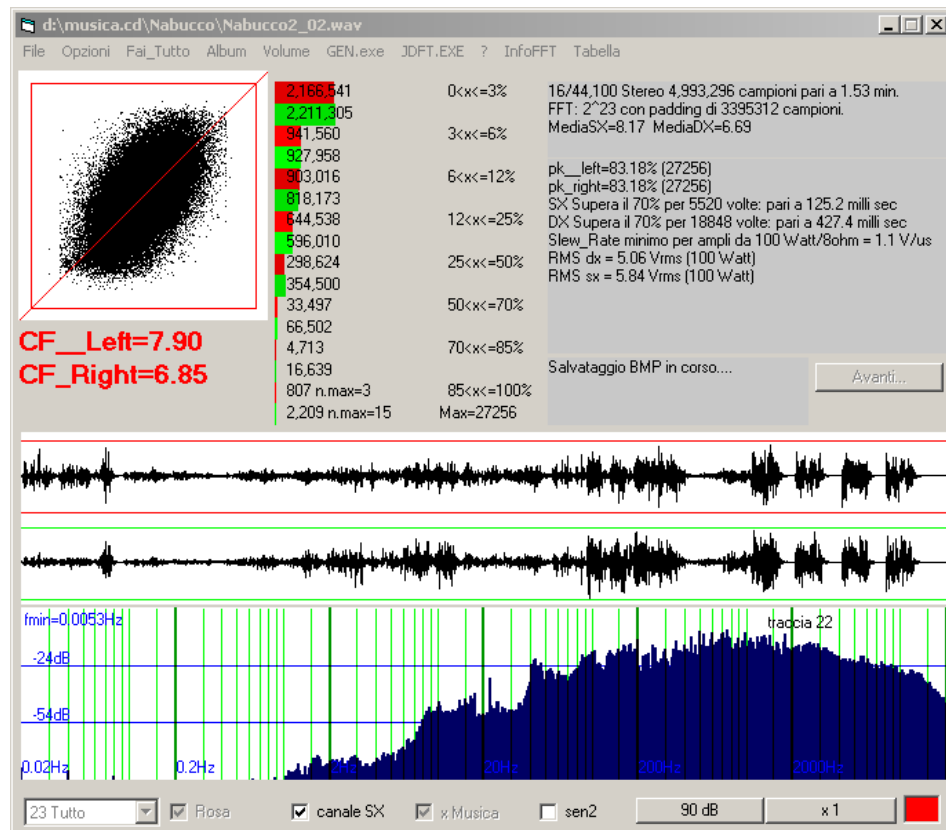 d:\musica.cd\Nabucco\Nabucco2_02.wav
File Opzioni Fai_Tutto Album Volume GEN.exe JDFT.EXE ? InfoFFT Tabella
2,166,541 0<x<=3%
2,211,305
941,560 3<x<=6%
927,958
903,016 6<x<=12%
818,173
644,538 12<x<=25%
596,010
298,624 25<x<=50%
354,500
33,497 50<x<=70%
66,502
4,713 70<x<=85%
16,639
807 n.max=3 85<x<=100%
2,209 n.max=15 Max=27256
16/44,100 Stereo 4,993,296 campioni pari a 1.53 min.
FFT: 2^23 con padding di 3395312 campioni.
MediaSX=8.17 MediaDX=6.69
pk__left=83.18% (27256)
pk_right=83.18% (27256)
SX Supera il 70% per 5520 volte: pari a 125.2 milli sec
DX Supera il 70% per 18848 volte: pari a 427.4 milli sec
Slew_Rate minimo per ampli da 100 Watt/8ohm = 1.1 V/us
RMS dx = 5.06 Vrms (100 Watt)
RMS sx = 5.84 Vrms (100 Watt)
CF__Left=7.90
CF_Right=6.85
Salvataggio BMP in corso....
Avanti...
fmin=0.0053Hz
traccia 22
-24dB
-54dB
0.02Hz 0.2Hz 2Hz 20Hz 200Hz 2000Hz
23 Tutto Rosa canale SX x Musica sen2 90 dB x 1